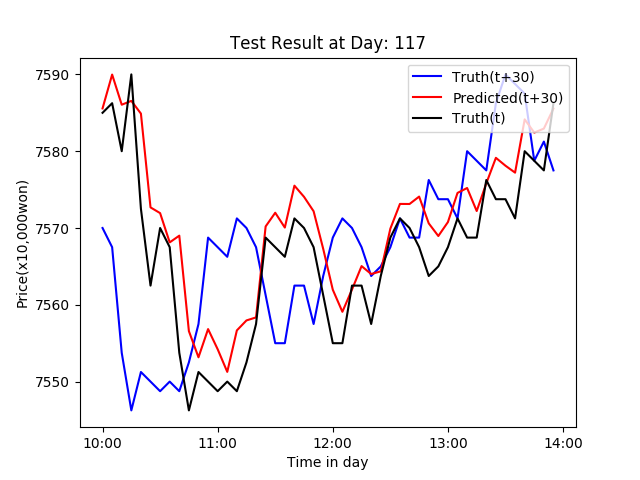 Test Result at Day: 117
Truth(t+30)
Predicted(t+30)
Truth(t)
Price(x10,000won)
7590
7580
7570
7560
7550
10:00 11:00 12:00 13:00 14:00
Time in day